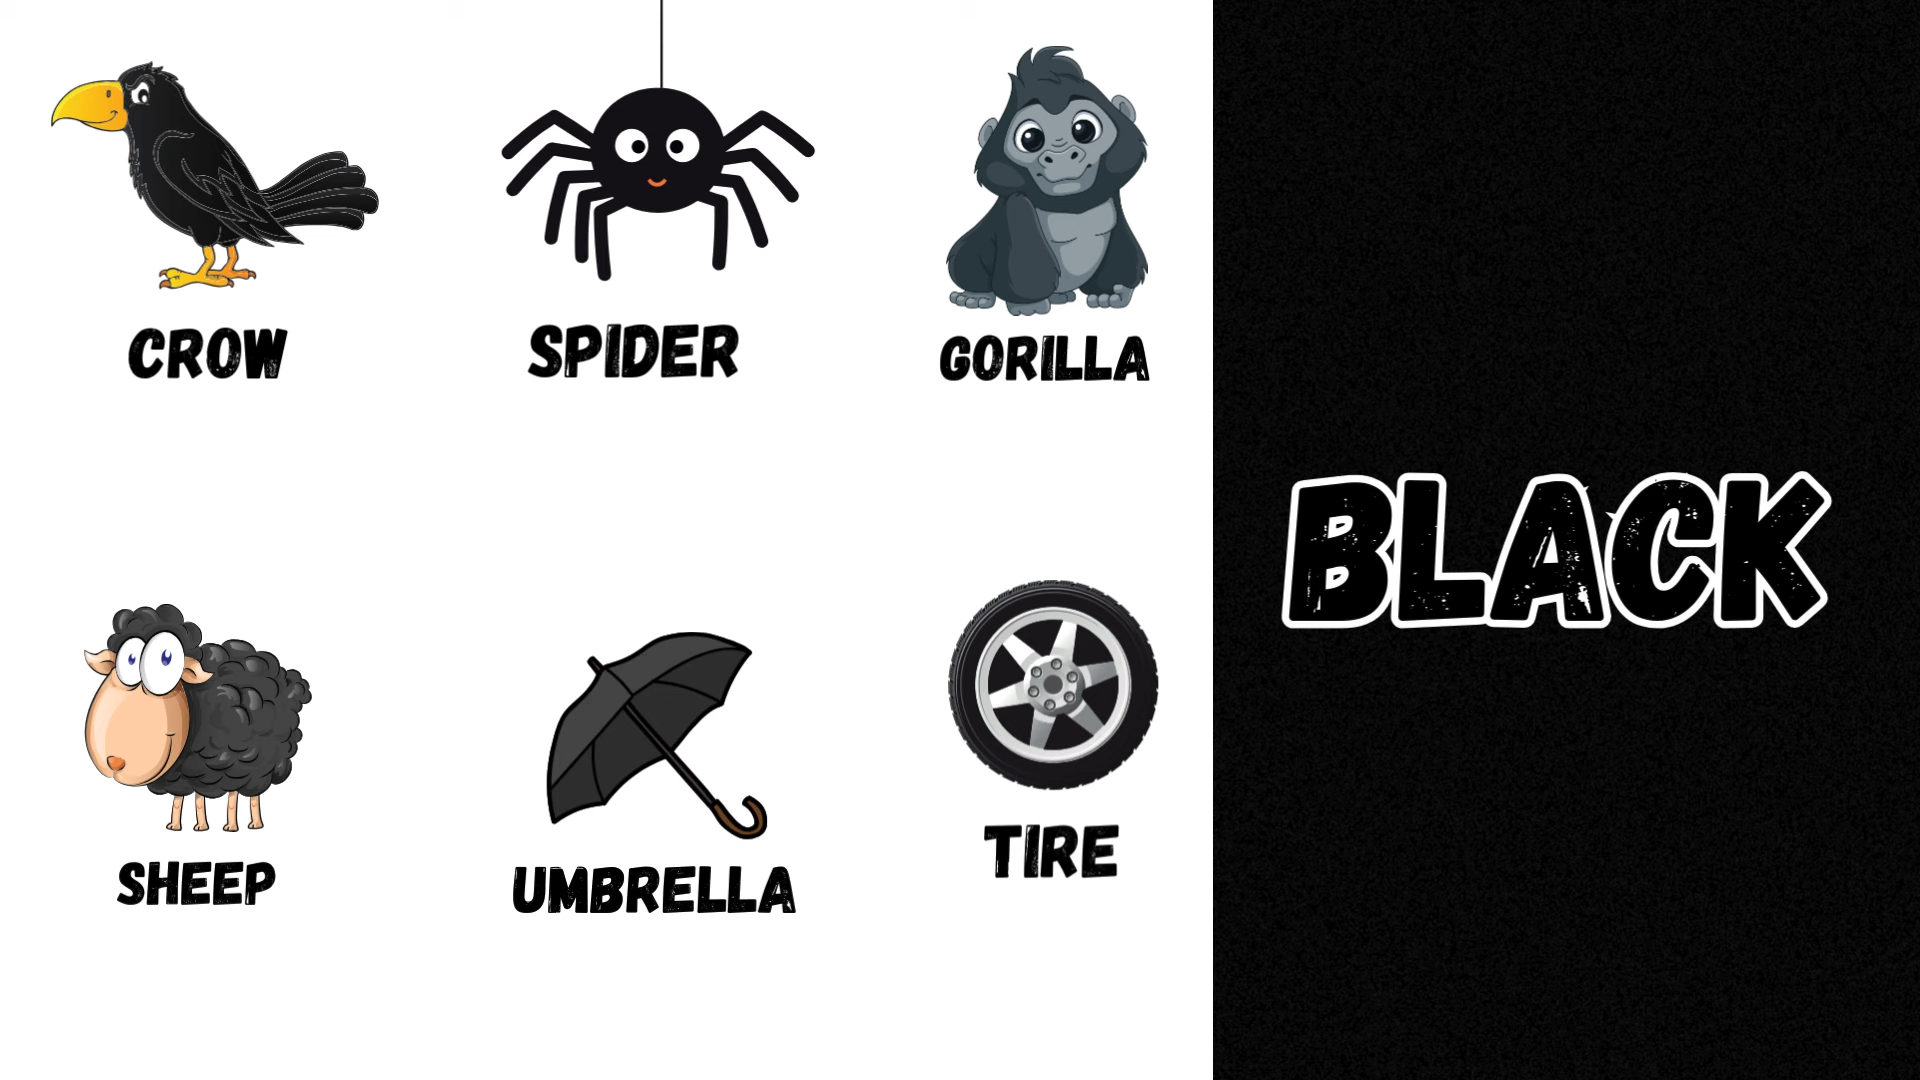 CROW
SPIDER
GORILLA
SHEEP
UMBRELLA
TIRE
BLACK